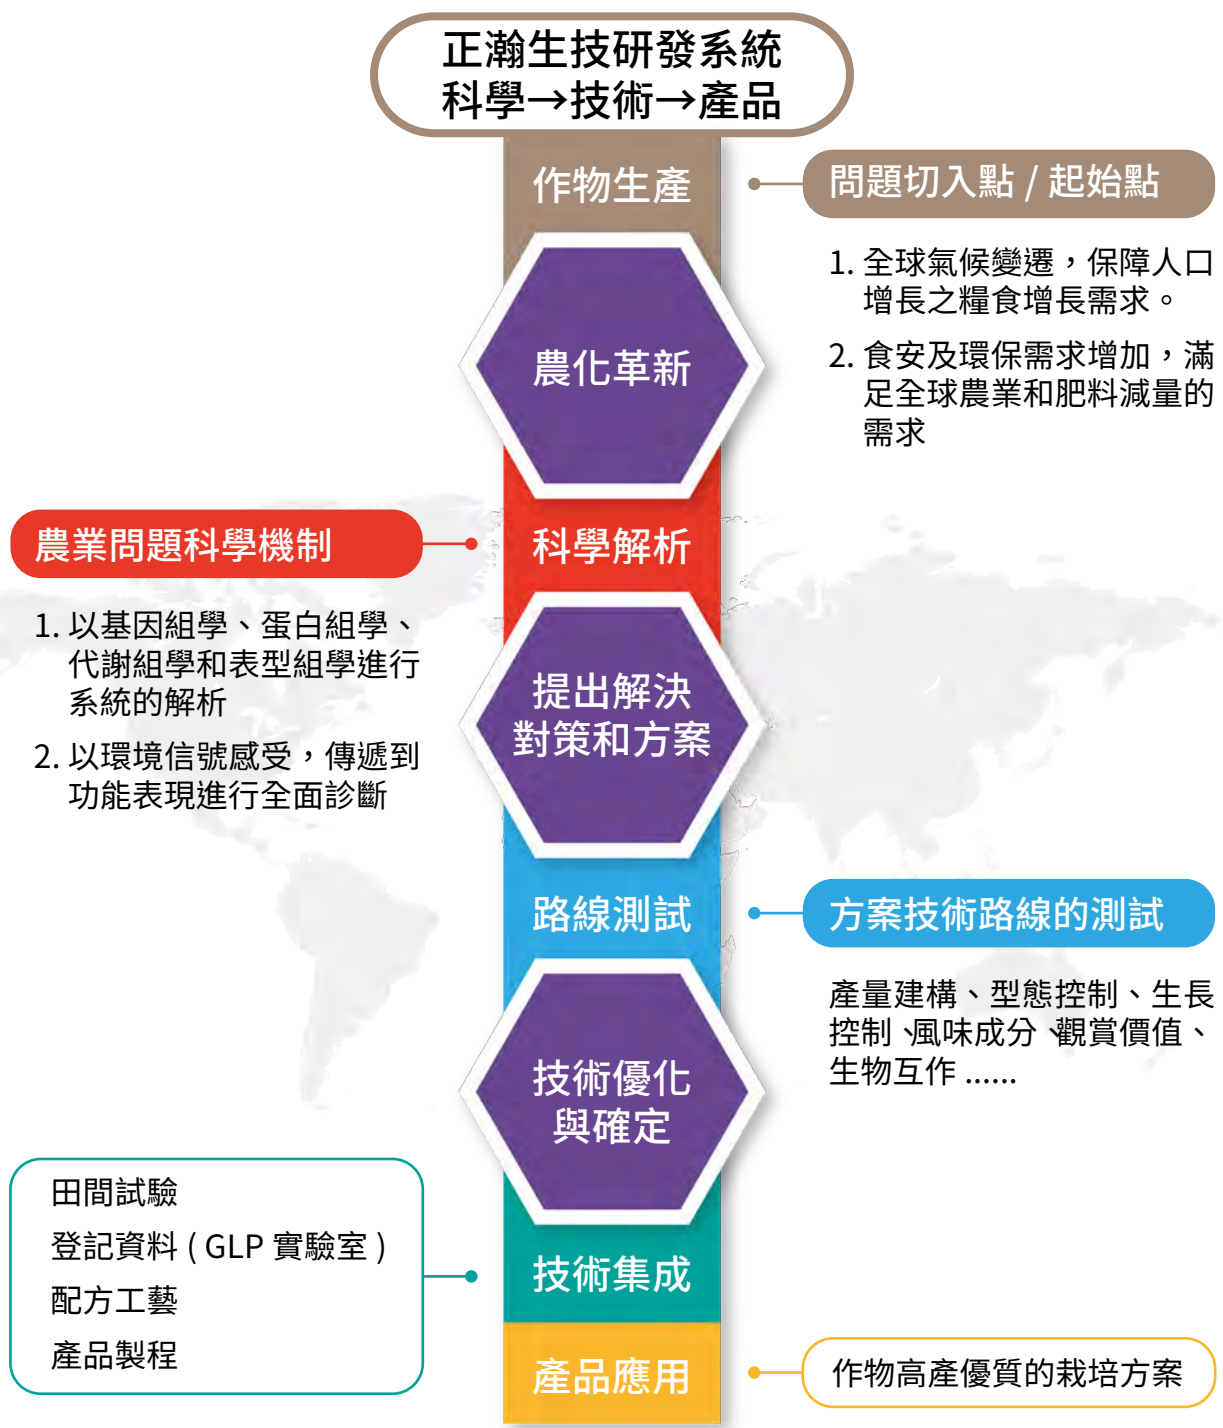 正瀚生技研發系統
科學→技術→產品
作物生產
問題切入點 / 起始點
1. 全球氣候變遷，保障人口
增長之糧食增長需求。
2. 食安及環保需求增加，滿
足全球農業和肥料減量的
需求
農化革新
農業問題科學機制
科學解析
1. 以基因組學、蛋白組學、
代謝組學和表型組學進行
系統的解析
2. 以環境信號感受，傳遞到
功能表現進行全面診斷
提出解決
對策和方案
路線測試
方案技術路線的測試
產量建構、型態控制、生長
控制、風味成分、觀賞價值、
生物互作 ......
技術優化
與確定
田間試驗
登記資料 ( GLP 實驗室 )
配方工藝
產品製程
技術集成
產品應用
作物高產優質的栽培方案